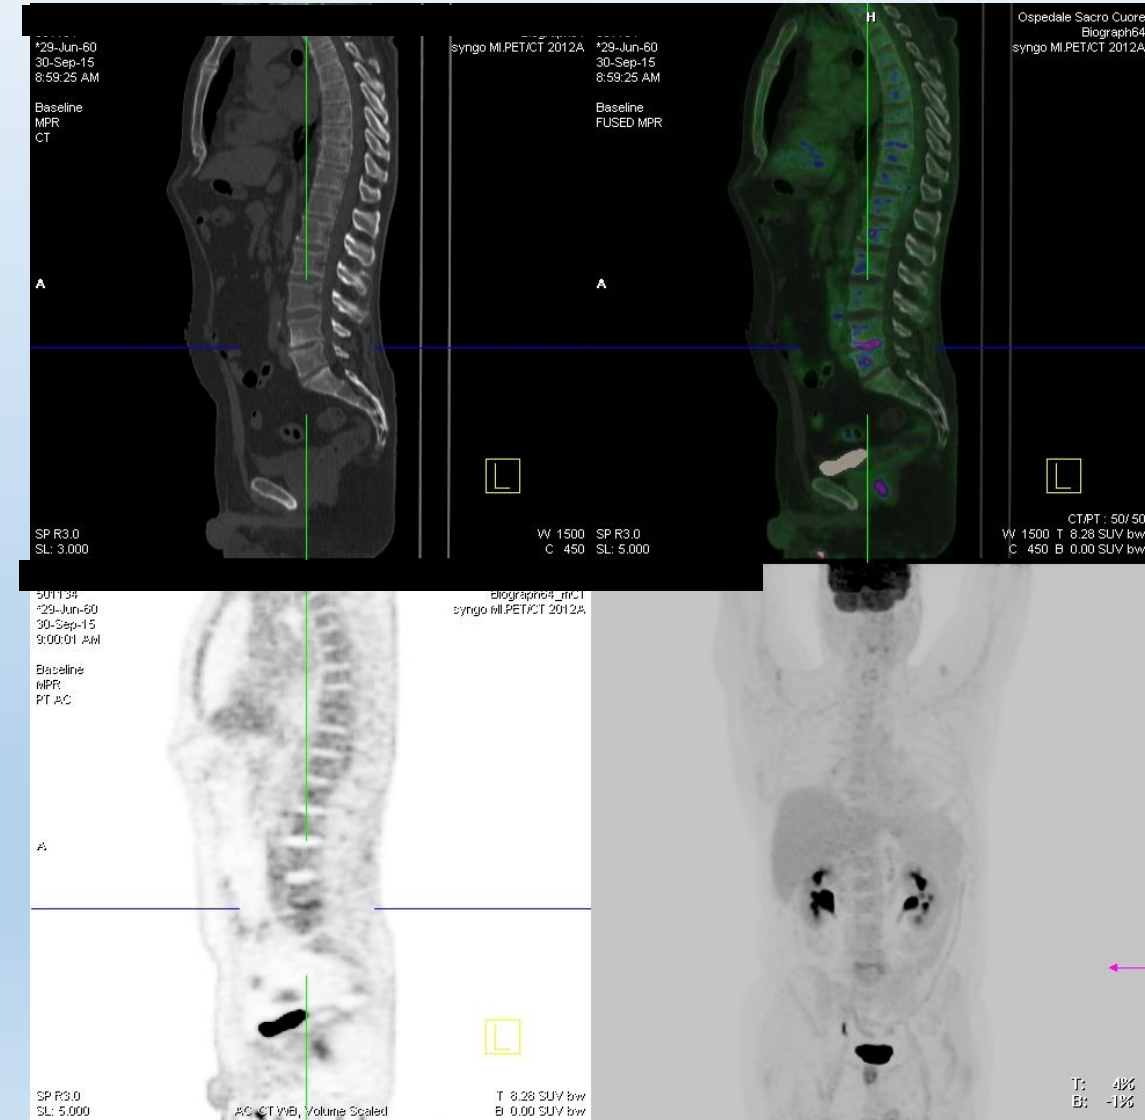 *29-Jun-60
30-Sep-15
8:59:25 AM
Baseline
MPR
CT
syngo MI.PET/CT 2012A
A
L
SP R3.0
SL: 3.000
W 1500
C 450
H
*29-Jun-60
30-Sep-15
8:59:25 AM
Baseline
FUSED MPR
Ospedale Sacro Cuore
Biograph64
syngo MI.PET/CT 2012A
A
L
SP R3.0
SL: 5.000
CT/PT : 50/ 50
W 1500 T 8.28 SUV bw
C 450 B 0.00 SUV bw
*29-Jun-60
30-Sep-15
9:00:01 AM
Baseline
MPR
PT AC
Biograph64_mCT
syngo MI.PET/CT 2012A
A
L
SP R3.0
SL: 5.000
AC_CT WB, Volume Scaled
T 8.28 SUV bw
B 0.00 SUV bw
T: 4%
B: -1%